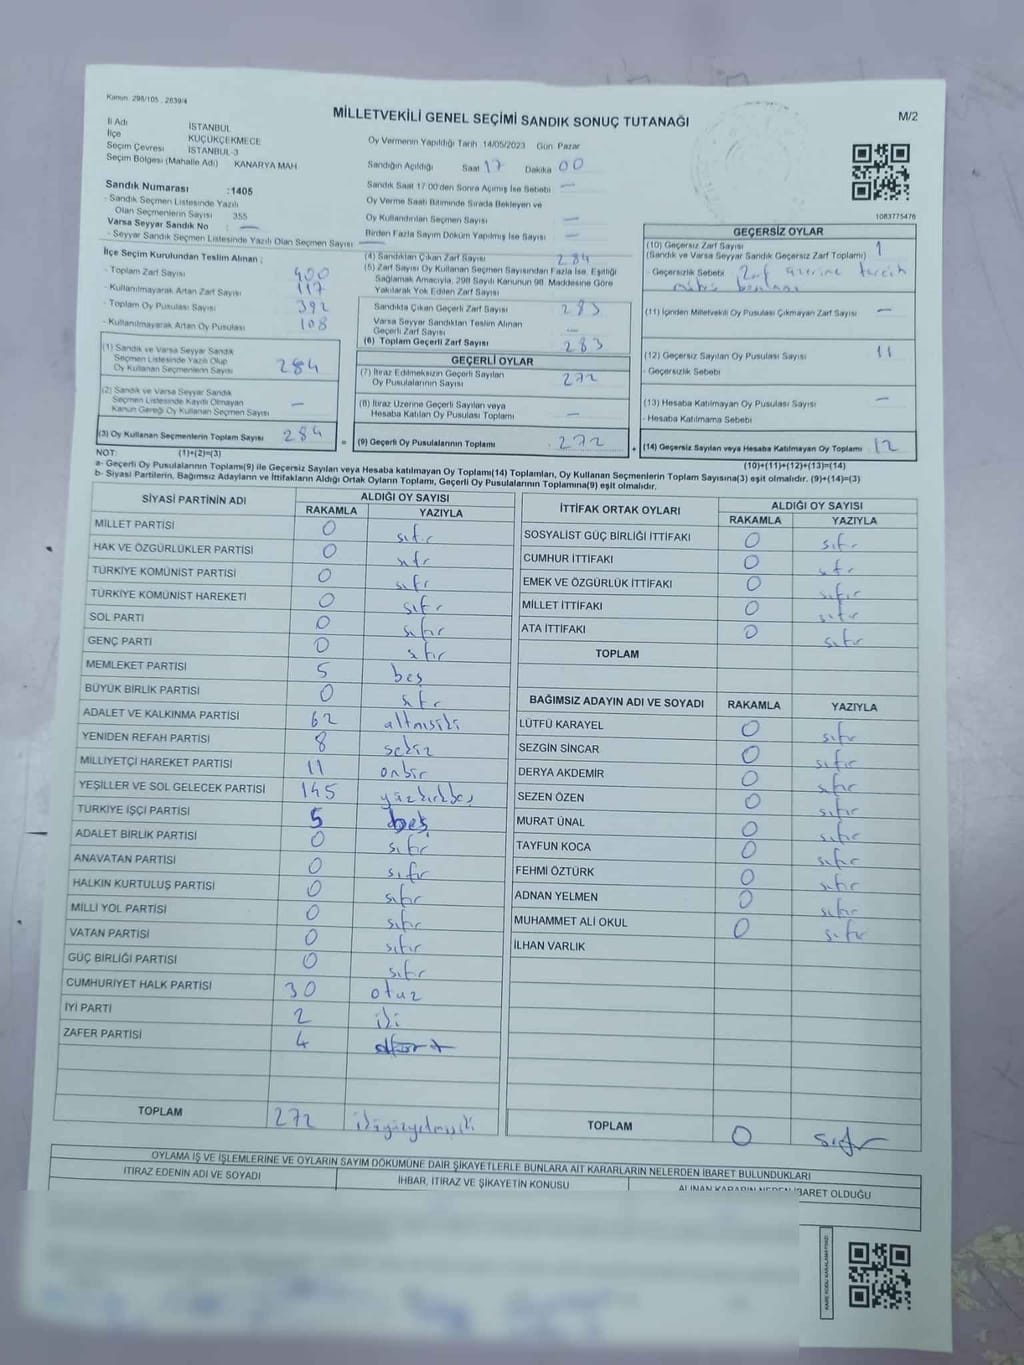 Kanun: 298/105 , 2839/4
M/2
MİLLETVEKİLİ GENEL SEÇİMİ SANDIK SONUÇ TUTANAĞI
İl Adı İSTANBUL
İlçe KÜÇÜKÇEKMECE
Seçim Çevresi İSTANBUL-3
Seçim Bölgesi (Mahalle Adı) KANARYA MAH
Sandık Numarası :1405
- Sandık Seçmen Listesinde Yazılı
Olan Seçmenlerin Sayısı 355
Varsa Seyyar Sandık No : —
- Seyyar Sandık Seçmen Listesinde Yazılı Olan Seçmen Sayısı —
Oy Vermenin Yapıldığı Tarih 14/05/2023 Gün Pazar
Sandığın Açıldığı Saat 17 Dakika 00
Sandık Saat 17:00'den Sonra Açılmış İse Sebebi —
Oy Verme Saati Bitiminde Sırada Bekleyen ve
Oy Kullandırılan Seçmen Sayısı —
Birden Fazla Sayım Döküm Yapılmış İse Sayısı —
1083775476
İlçe Seçim Kurulundan Teslim Alınan :
- Toplam Zarf Sayısı 400
- Kullanılmayarak Artan Zarf Sayısı 117
- Toplam Oy Pusulası Sayısı 392
- Kullanılmayarak Artan Oy Pusulası 108
(1) Sandık ve Varsa Seyyar Sandık
Seçmen Listesinde Yazılı Olup
Oy Kullanan Seçmenlerin Sayısı 284
(2) Sandık ve Varsa Seyyar Sandık
Seçmen Listesinde Kayıtlı Olmayan
Kanun Gereği Oy Kullanan Seçmen Sayısı —
(3) Oy Kullanan Seçmenlerin Toplam Sayısı 284
(4) Sandıktan Çıkan Zarf Sayısı 284
(5) Zarf Sayısı Oy Kullanan Seçmen Sayısından Fazla İse, Eşitliği
Sağlamak Amacıyla, 298 Sayılı Kanunun 98. Maddesine Göre
Yakılarak Yok Edilen Zarf Sayısı
Sandıkta Çıkan Geçerli Zarf Sayısı 283
Varsa Seyyar Sandıktan Teslim Alınan
Geçerli Zarf Sayısı —
(6) Toplam Geçerli Zarf Sayısı 283
GEÇERLİ OYLAR
(7) İtiraz Edilmeksizin Geçerli Sayılan
Oy Pusulalarının Sayısı 272
(8) İtiraz Üzerine Geçerli Sayılan veya
Hesaba Katılan Oy Pusulası Toplamı —
= (9) Geçerli Oy Pusulalarının Toplamı 272
GEÇERSİZ OYLAR
(10) Geçersiz Zarf Sayısı 1
(Sandık ve Varsa Seyyar Sandık Geçersiz Zarf Toplamı)
Geçersizlik Sebebi Zarf üzerine tercih
(11) İçinden Milletvekili Oy Pusulası Çıkmayan Zarf Sayısı —
(12) Geçersiz Sayılan Oy Pusulası Sayısı 11
- Geçersizlik Sebebi
(13) Hesaba Katılmayan Oy Pusulası Sayısı —
- Hesaba Katılmama Sebebi
+ (14) Geçersiz Sayılan veya Hesaba Katılmayan Oy Toplamı 12
NOT: (1)+(2)=(3)
(10)+(11)+(12)+(13)=(14)
a- Geçerli Oy Pusulalarının Toplamı(9) ile Geçersiz Sayılan veya Hesaba katılmayan Oy Toplamı(14) Toplamları, Oy Kullanan Seçmenlerin Toplam Sayısına(3) eşit olmalıdır. (9)+(14)=(3)
b- Siyasi Partilerin, Bağımsız Adayların ve İttifakların Aldığı Ortak Oyların Toplamı, Geçerli Oy Pusulalarının Toplamına(9) eşit olmalıdır.
SİYASİ PARTİNİN ADI ALDIĞI OY SAYISI
RAKAMLA YAZIYLA
MİLLET PARTİSİ 0 sıfır
HAK VE ÖZGÜRLÜKLER PARTİSİ 0 sıfır
TÜRKİYE KOMÜNİST PARTİSİ 0 sıfır
TÜRKİYE KOMÜNİST HAREKETİ 0 sıfır
SOL PARTİ 0 sıfır
GENÇ PARTİ 0 sıfır
MEMLEKET PARTİSİ 5 beş
BÜYÜK BİRLİK PARTİSİ 0 sıfır
ADALET VE KALKINMA PARTİSİ 62 altmışiki
YENİDEN REFAH PARTİSİ 8 sekiz
MİLLİYETÇİ HAREKET PARTİSİ 11 onbir
YEŞİLLER VE SOL GELECEK PARTİSİ 145 yüzkırkbeş
TÜRKİYE İŞÇİ PARTİSİ 5 beş
ADALET BİRLİK PARTİSİ 0 sıfır
ANAVATAN PARTİSİ 0 sıfır
HALKIN KURTULUŞ PARTİSİ 0 sıfır
MİLLİ YOL PARTİSİ 0 sıfır
VATAN PARTİSİ 0 sıfır
GÜÇ BİRLİĞİ PARTİSİ 0 sıfır
CUMHURİYET HALK PARTİSİ 30 otuz
İYİ PARTİ 2 iki
ZAFER PARTİSİ 4 dört
TOPLAM 272 ikiyüzyetmişiki
İTTİFAK ORTAK OYLARI ALDIĞI OY SAYISI
RAKAMLA YAZIYLA
SOSYALİST GÜÇ BİRLİĞİ İTTİFAKI 0 sıfır
CUMHUR İTTİFAKI 0 sıfır
EMEK VE ÖZGÜRLÜK İTTİFAKI 0 sıfır
MİLLET İTTİFAKI 0 sıfır
ATA İTTİFAKI 0 sıfır
TOPLAM
BAĞIMSIZ ADAYIN ADI VE SOYADI RAKAMLA YAZIYLA
LÜTFÜ KARAYEL 0 sıfır
SEZGİN SİNCAR 0 sıfır
DERYA AKDEMİR 0 sıfır
SEZEN ÖZEN 0 sıfır
MURAT ÜNAL 0 sıfır
TAYFUN KOCA 0 sıfır
FEHMİ ÖZTÜRK 0 sıfır
ADNAN YELMEN 0 sıfır
MUHAMMET ALİ OKUL 0 sıfır
İLHAN VARLIK
TOPLAM 0 sıfır
OYLAMA İŞ VE İŞLEMLERİNE VE OYLARIN SAYIM DÖKÜMÜNE DAİR ŞİKAYETLERLE BUNLARA AİT KARARLARIN NELERDEN İBARET BULUNDUKLARI
İTİRAZ EDENİN ADI VE SOYADI İHBAR, İTİRAZ VE ŞİKAYETİN KONUSU ALINAN KARARIN NEDEN İBARET OLDUĞU